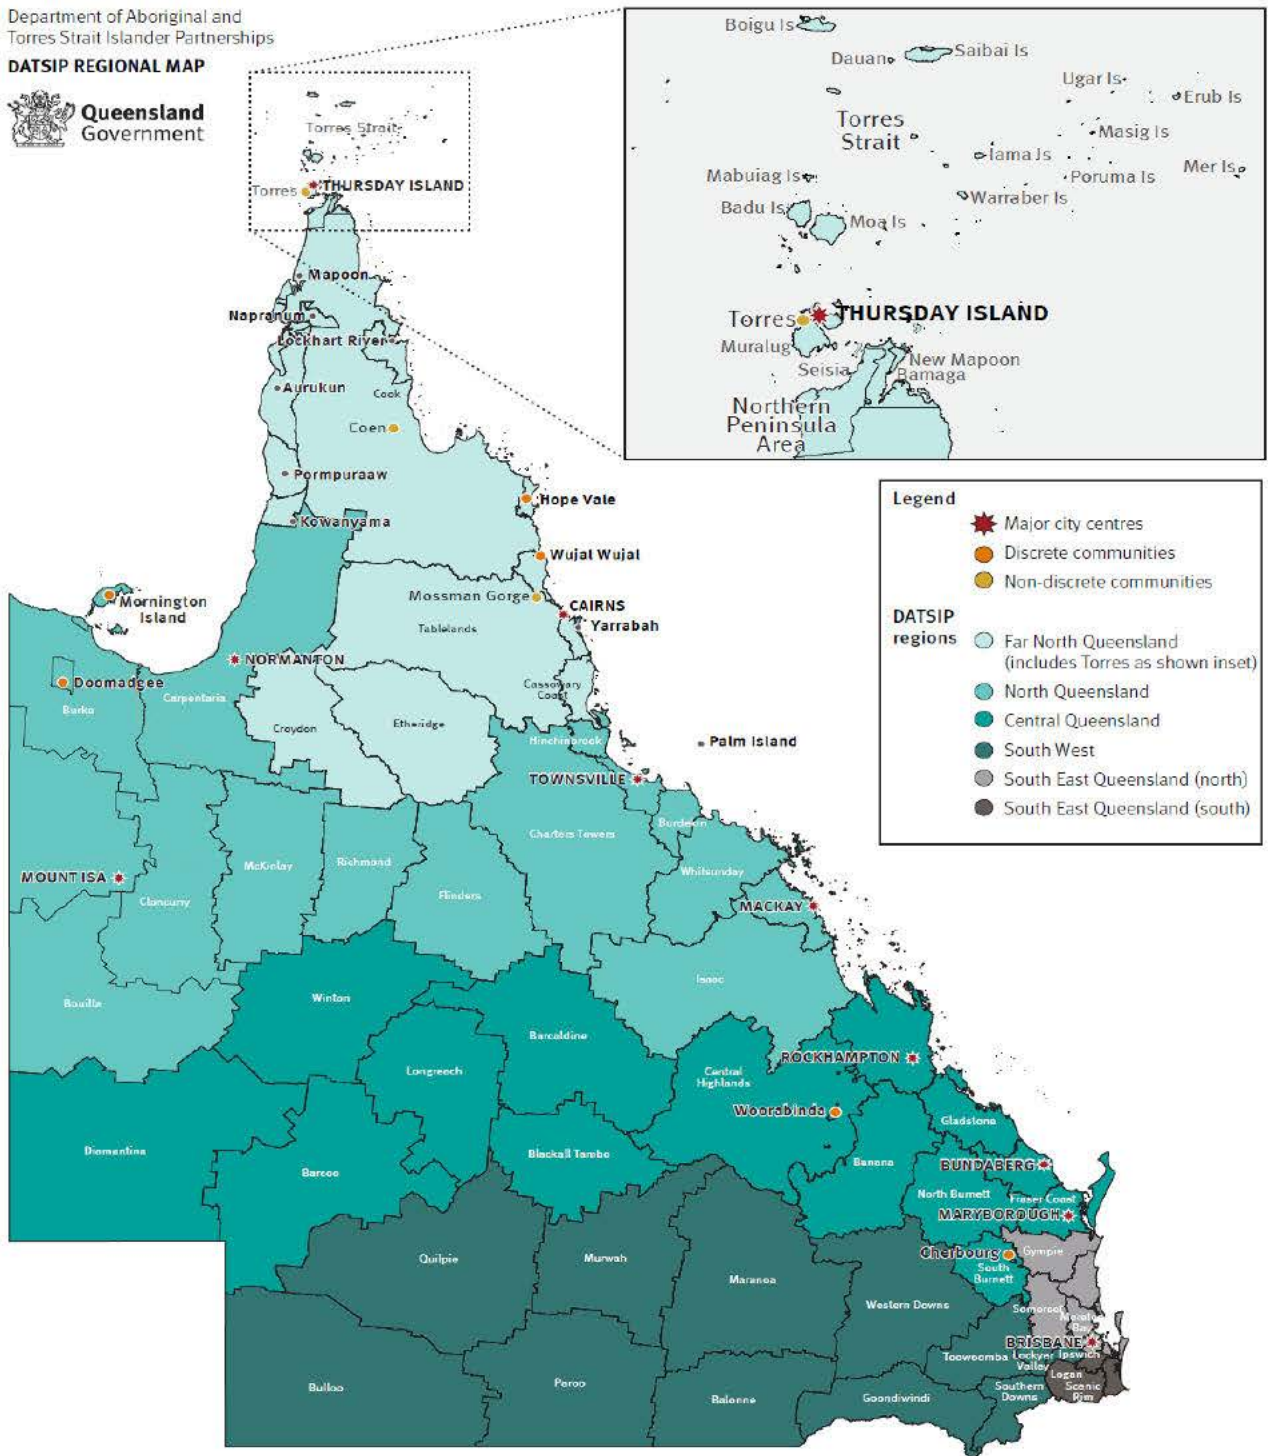 Department of Aboriginal and
Torres Strait Islander Partnerships
DATSIP REGIONAL MAP
Queensland
Government
Torres Strait
Torres
THURSDAY ISLAND
Boigu Is
Dauan
Saibai Is
Ugar Is
Erub Is
Torres
Strait
Masig Is
Iama Is
Mabuiag Is
Poruma Is
Mer Is
Badu Is
Warraber Is
Moa Is
Torres
THURSDAY ISLAND
Muralug
Seisia
New Mapoon
Bamaga
Northern
Peninsula
Area
Mapoon
Napranum
Lockhart River
Aurukun
Cook
Coen
Pormpuraaw
Kowanyama
Hope Vale
Wujal Wujal
Mossman Gorge
CAIRNS
Yarrabah
Tablelands
Mornington
Island
NORMANTON
Doomadgee
Burke
Carpentaria
Cassowary
Coast
Croydon
Etheridge
Hinchinbrook
Palm Island
TOWNSVILLE
Legend
Major city centres
Discrete communities
Non-discrete communities
DATSIP
regions
Far North Queensland
(includes Torres as shown inset)
North Queensland
Central Queensland
South West
South East Queensland (north)
South East Queensland (south)
Charters Towers
Burdekin
McKinlay
Richmond
Whitsunday
MOUNT ISA
Cloncurry
Flinders
MACKAY
Isaac
Boulia
Winton
Barcaldine
Longreach
Central
Highlands
ROCKHAMPTON
Woorabinda
Gladstone
Diamantina
Barcoo
Blackall Tambo
Banana
BUNDABERG
North Burnett
Fraser Coast
MARYBOROUGH
Cherbourg
Gympie
South
Burnett
Quilpie
Murwah
Maranoa
Western Downs
Somerset
Moreton
Bay
BRISBANE
Toowoomba
Lockyer
Valley
Ipswich
Logan
Scenic
Rim
Southern
Downs
Bulloo
Paroo
Balonne
Goondiwindi